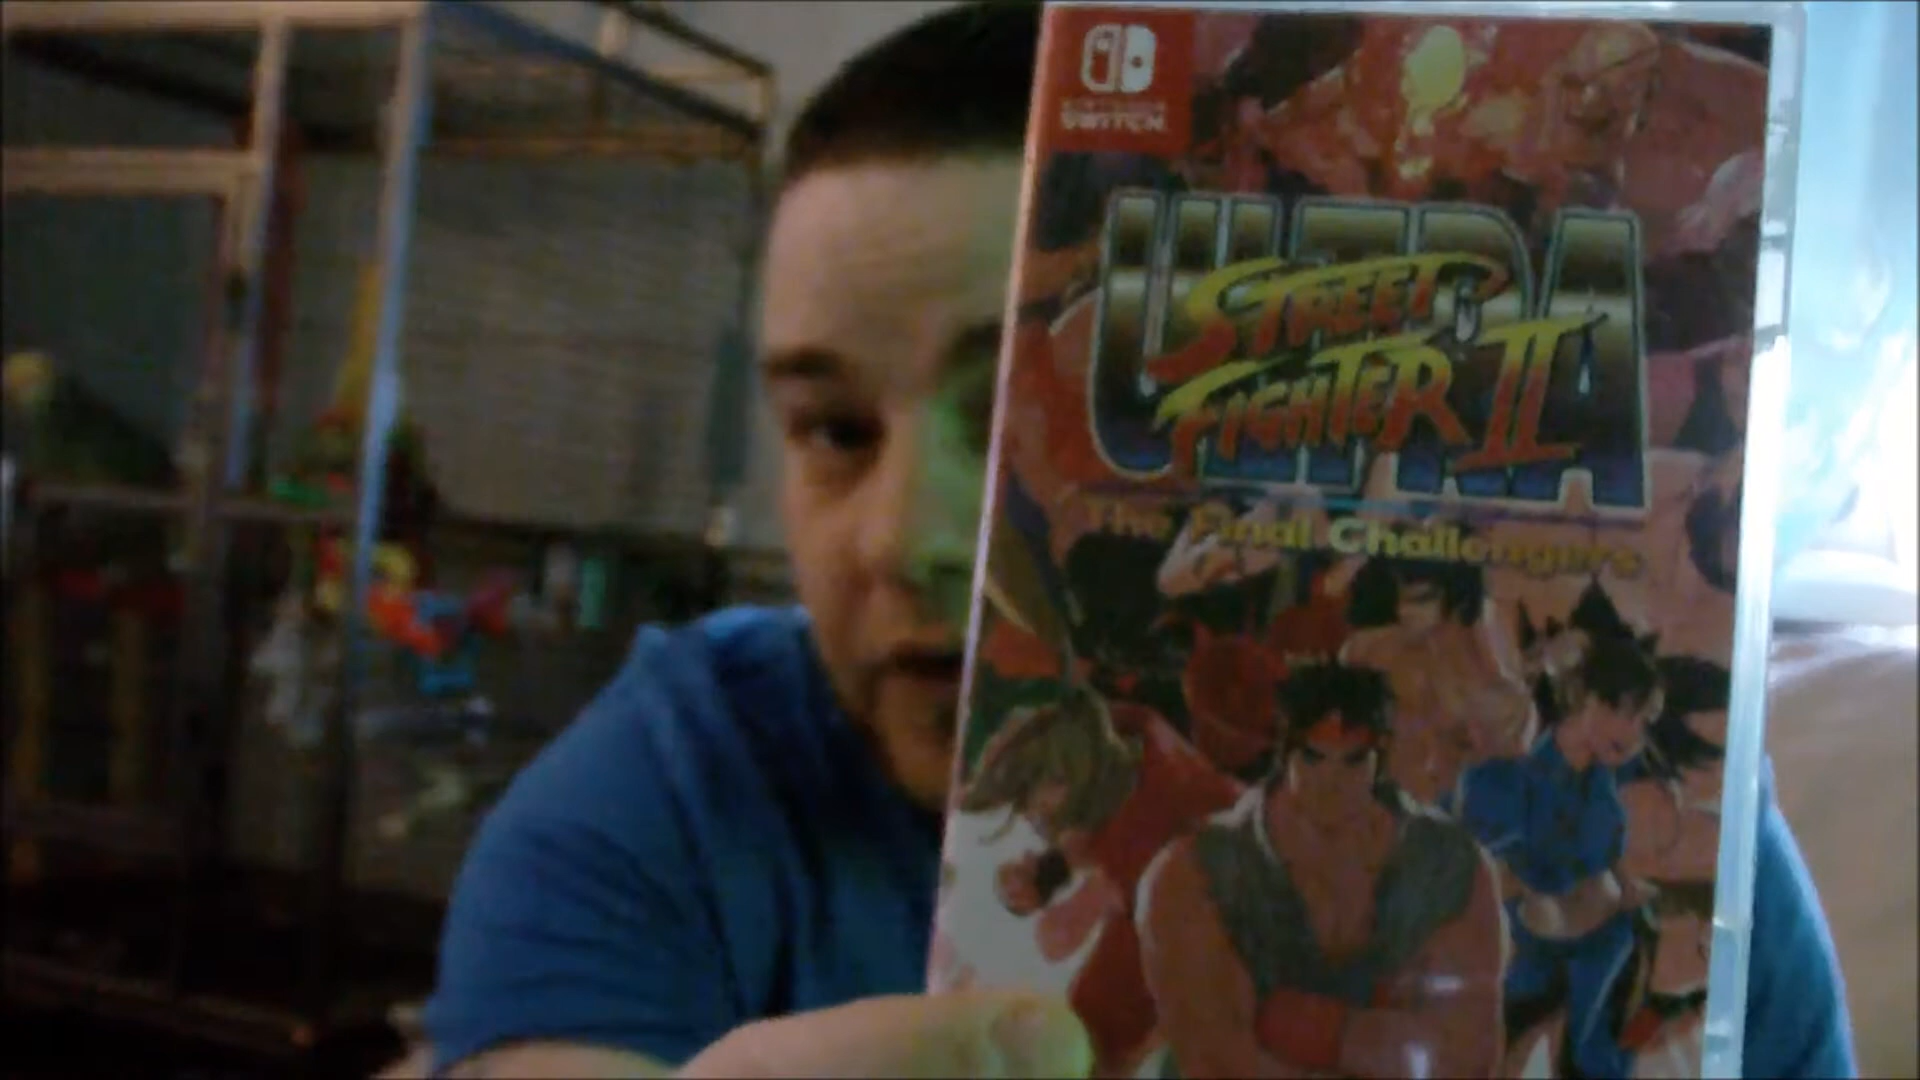 NINTENDO
SWITCH
ULTRA
STREET
FIGHTER II
The Final Challengers